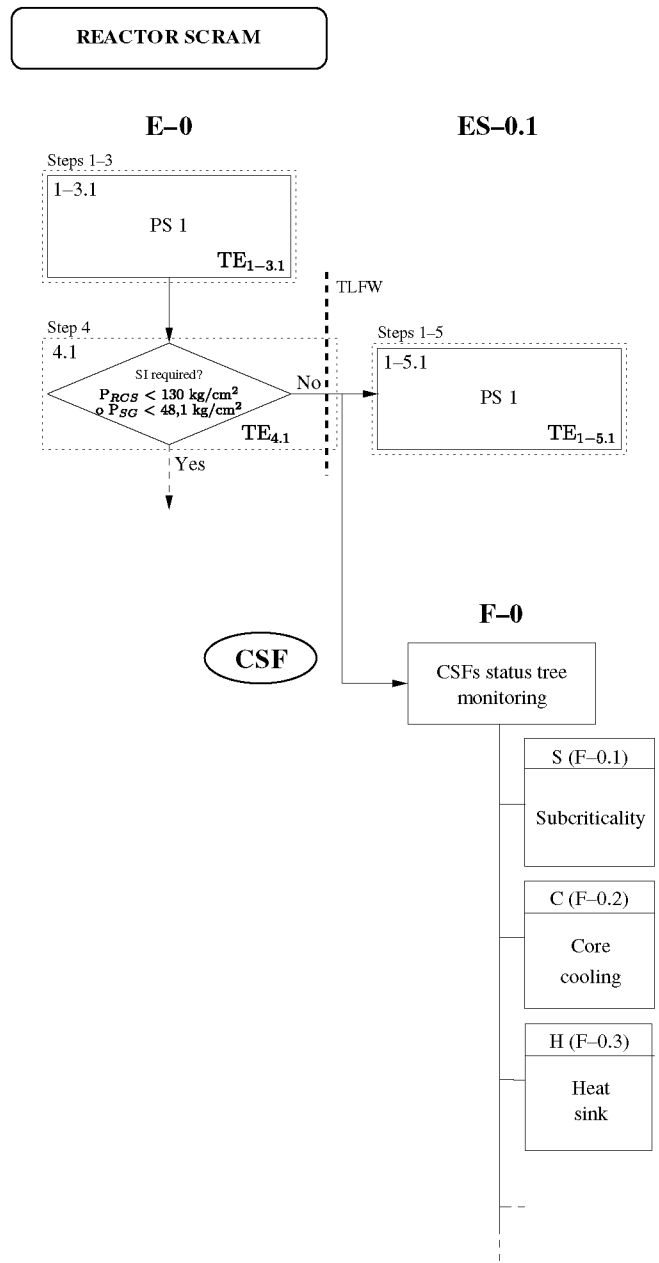 REACTOR SCRAM
E–0
ES–0.1
Steps 1–3
1–3.1
PS 1
TE1−3.1
TLFW
Step 4
4.1
SI required?
PRCS < 130 kg/cm2
o PSG < 48,1 kg/cm2
No
TE4.1
Yes
Steps 1–5
1–5.1
PS 1
TE1−5.1
F–0
CSF
CSFs status tree
monitoring
S (F–0.1)
Subcriticality
C (F–0.2)
Core
cooling
H (F–0.3)
Heat
sink